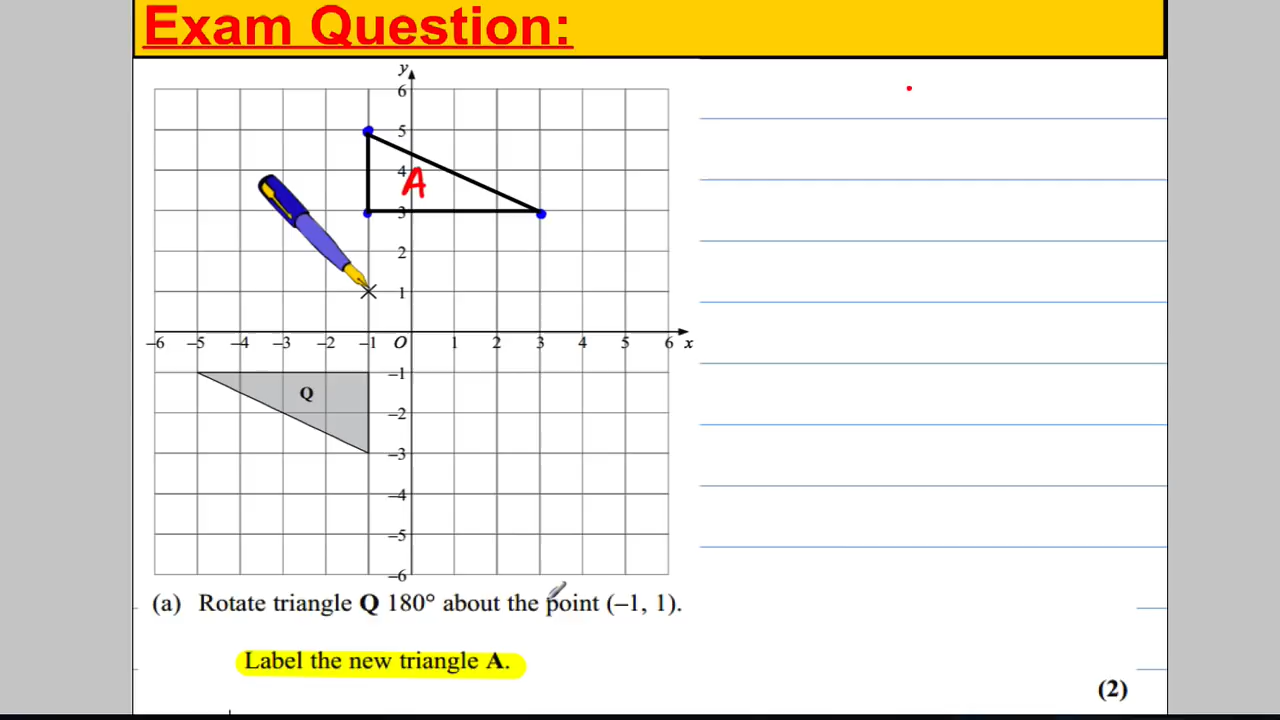 Exam Question:
y
6
5
4
A
3
2
1
–6 –5 –4 –3 –2 –1 O 1 2 3 4 5 6 x
–1
Q
–2
–3
–4
–5
–6
(a) Rotate triangle Q 180° about the point (–1, 1).
Label the new triangle A.
(2)